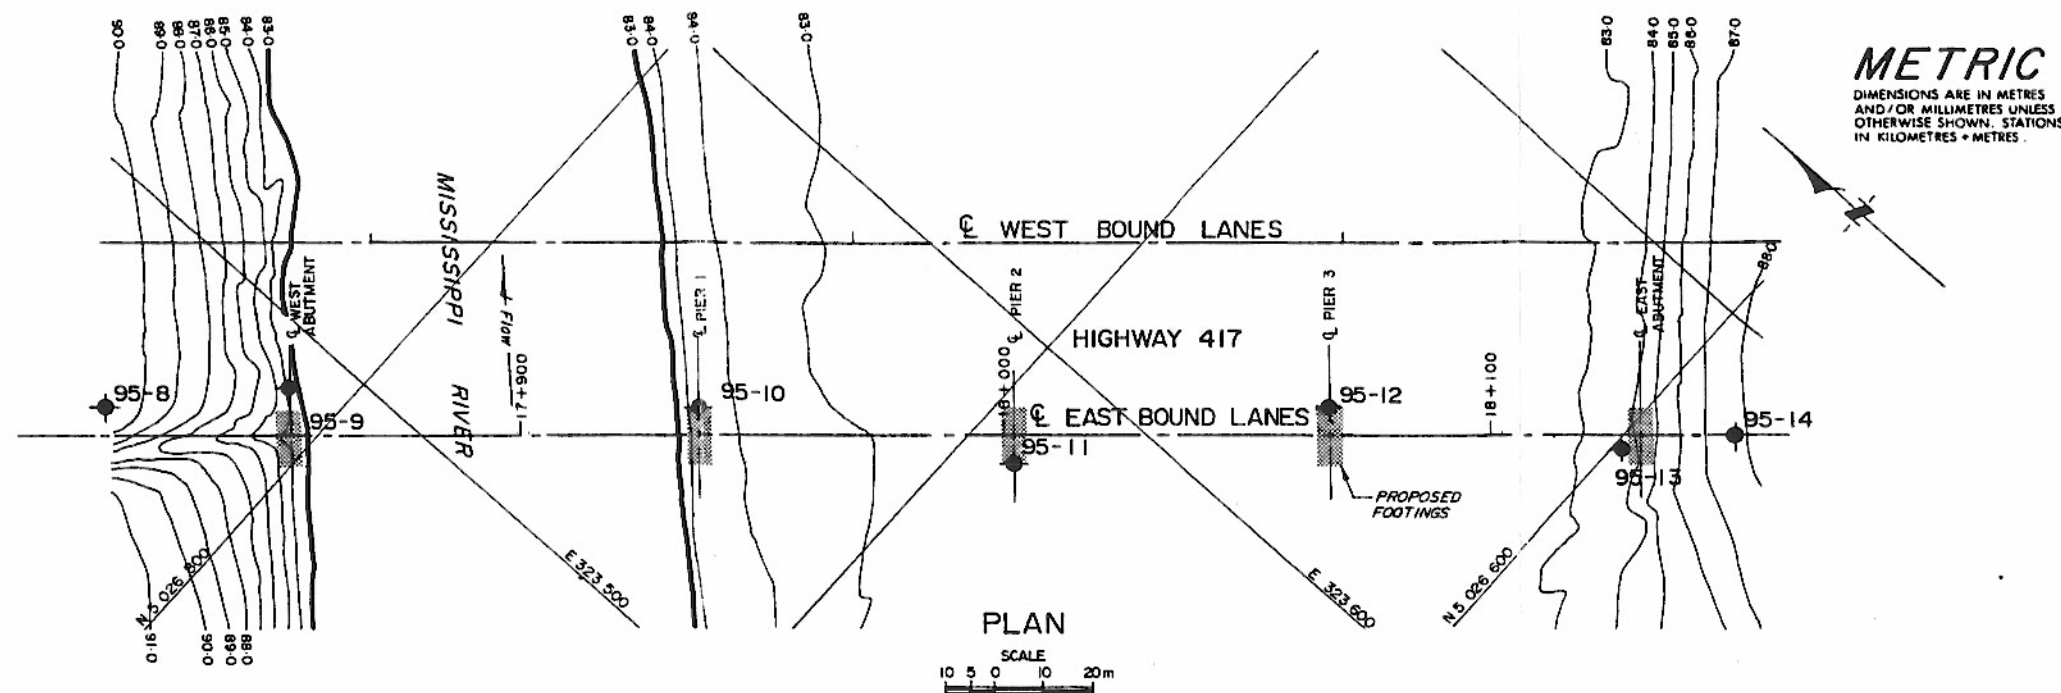 90.0
89.0
88.0
87.0
86.0
85.0
84.0
83.0
83.0
84.0
84.0
83.0
83.0
84.0
85.0
86.0
87.0
METRIC
DIMENSIONS ARE IN METRES
AND/OR MILLIMETRES UNLESS
OTHERWISE SHOWN. STATIONS
IN KILOMETRES + METRES.
MISSISSIPPI RIVER
Flow
℄ WEST BOUND LANES
℄ WEST
ABUTMENT
℄ PIER 1
℄ PIER 2
℄ PIER 3
℄ EAST
ABUTMENT
88.0
HIGHWAY 417
17+900
18+000
18+100
95-8
95-9
95-10
95-11
95-12
95-13
95-14
℄ EAST BOUND LANES
PROPOSED
FOOTINGS
N 5 026 800
E 323 500
E 323 600
N 5 026 600
91.0
90.0
89.0
88.0
PLAN
SCALE
10 5 0 10 20m